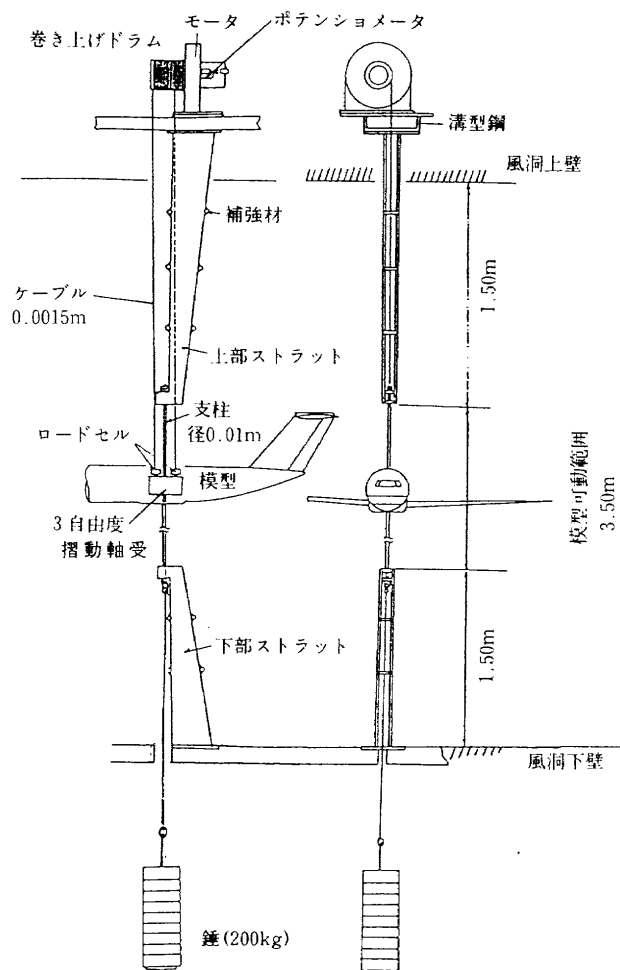 モータ
ポテンショメータ
巻き上げドラム
溝型鋼
風洞上壁
補強材
ケーブル
0.0015m
1.50m
上部ストラット
支柱
径0.01m
ロードセル
模型
模型可動範囲
3.50m
3自由度
摺動軸受
下部ストラット
1.50m
風洞下壁
錘(200kg)